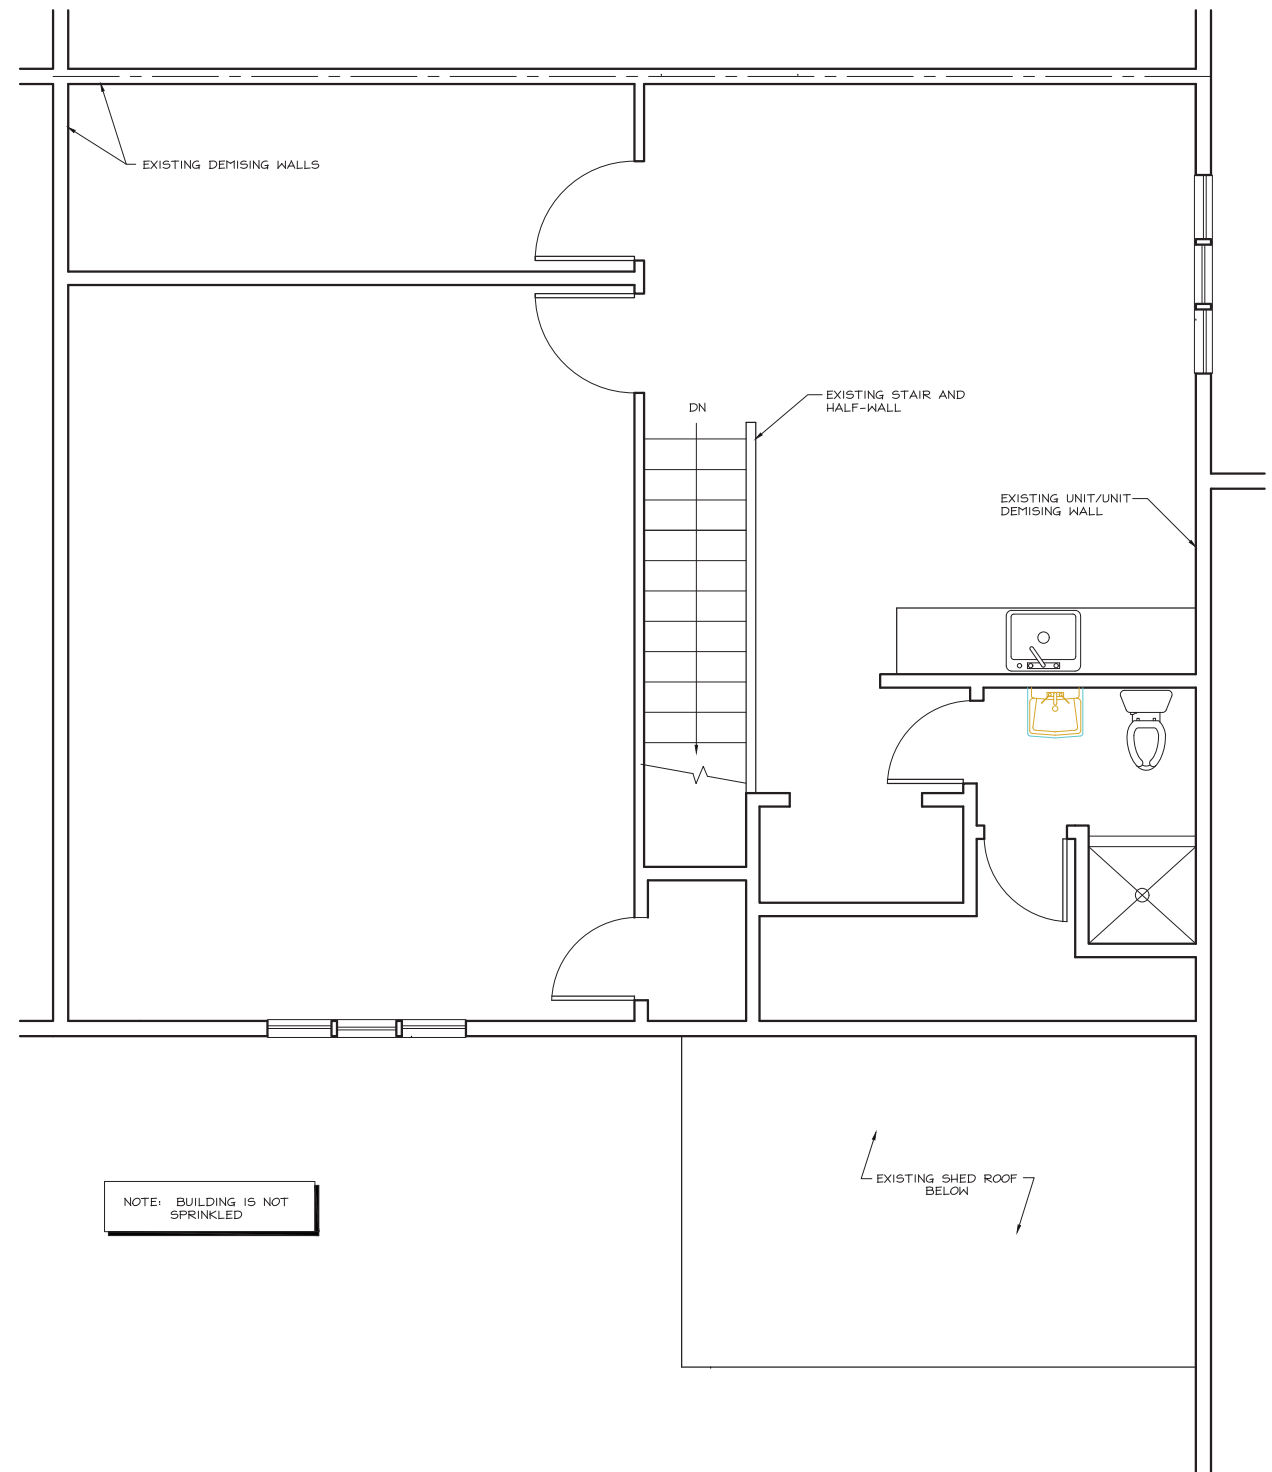 EXISTING DEMISING WALLS
DN
EXISTING STAIR AND
HALF-WALL
EXISTING UNIT/UNIT
DEMISING WALL
EXISTING SHED ROOF
BELOW
NOTE: BUILDING IS NOT
SPRINKLED